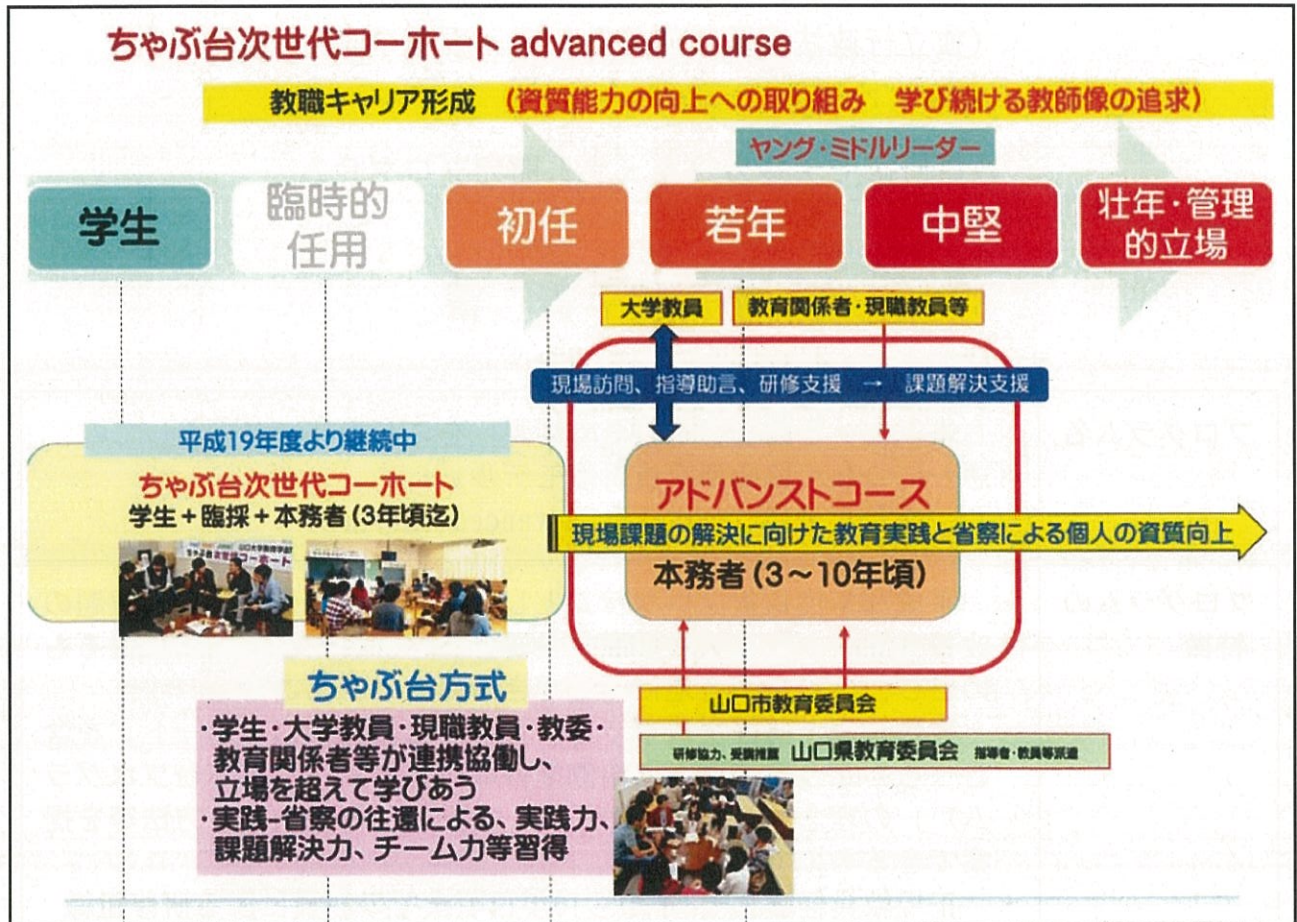 ちゃぶ台次世代コーホート advanced course
教職キャリア形成 (資質能力の向上への取り組み 学び続ける教師像の追求)
ヤング・ミドルリーダー
学生
臨時的
任用
初任
若年
中堅
壮年・管理
的立場
大学教員
教育関係者・現職教員等
現場訪問、指導助言、研修支援 → 課題解決支援
平成19年度より継続中
ちゃぶ台次世代コーホート
学生+臨採+本務者(3年頃迄)
アドバンストコース
現場課題の解決に向けた教育実践と省察による個人の資質向上
本務者(3~10年頃)
ちゃぶ台方式
・学生・大学教員・現職教員・教委・
教育関係者等が連携協働し、
立場を超えて学びあう
・実践-省察の往還による、実践力、
課題解決力、チーム力等習得
山口市教育委員会
研修協力、受講推薦 山口県教育委員会 指導者・教員等派遣